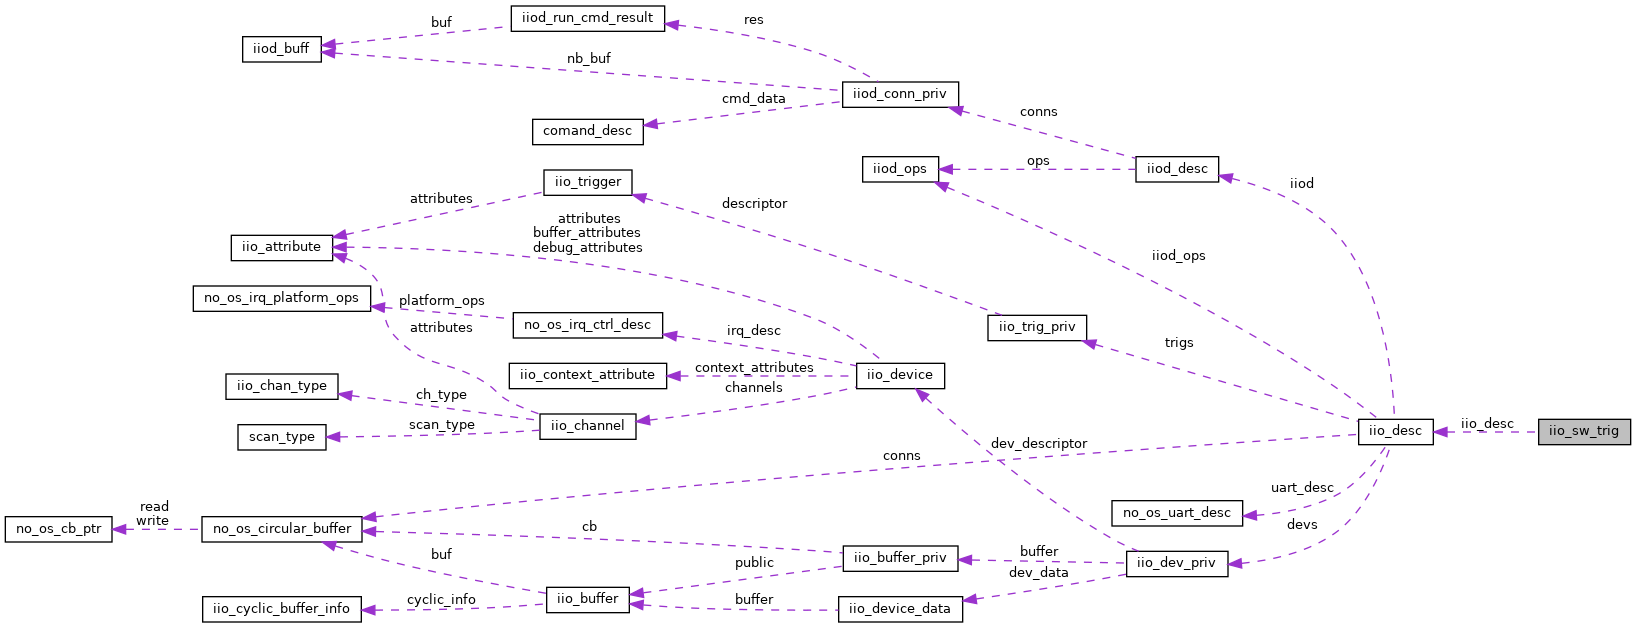 buf
iiod_run_cmd_result
res
iiod_buff
nb_buf
iiod_conn_priv
cmd_data
conns
comand_desc
iiod_ops
ops
iiod_desc
iio_trigger
iiod
attributes
descriptor
attributes
buffer_attributes
debug_attributes
iio_attribute
iiod_ops
no_os_irq_platform_ops
platform_ops
no_os_irq_ctrl_desc
irq_desc
iio_trig_priv
attributes
trigs
iio_context_attribute
context_attributes
iio_device
iio_chan_type
ch_type
channels
scan_type
scan_type
iio_channel
iio_desc
iio_desc
iio_sw_trig
dev_descriptor
conns
uart_desc
read
write
no_os_uart_desc
no_os_cb_ptr
no_os_circular_buffer
cb
devs
buf
iio_buffer_priv
buffer
iio_dev_priv
public
dev_data
iio_cyclic_buffer_info
cyclic_info
iio_buffer
buffer
iio_device_data